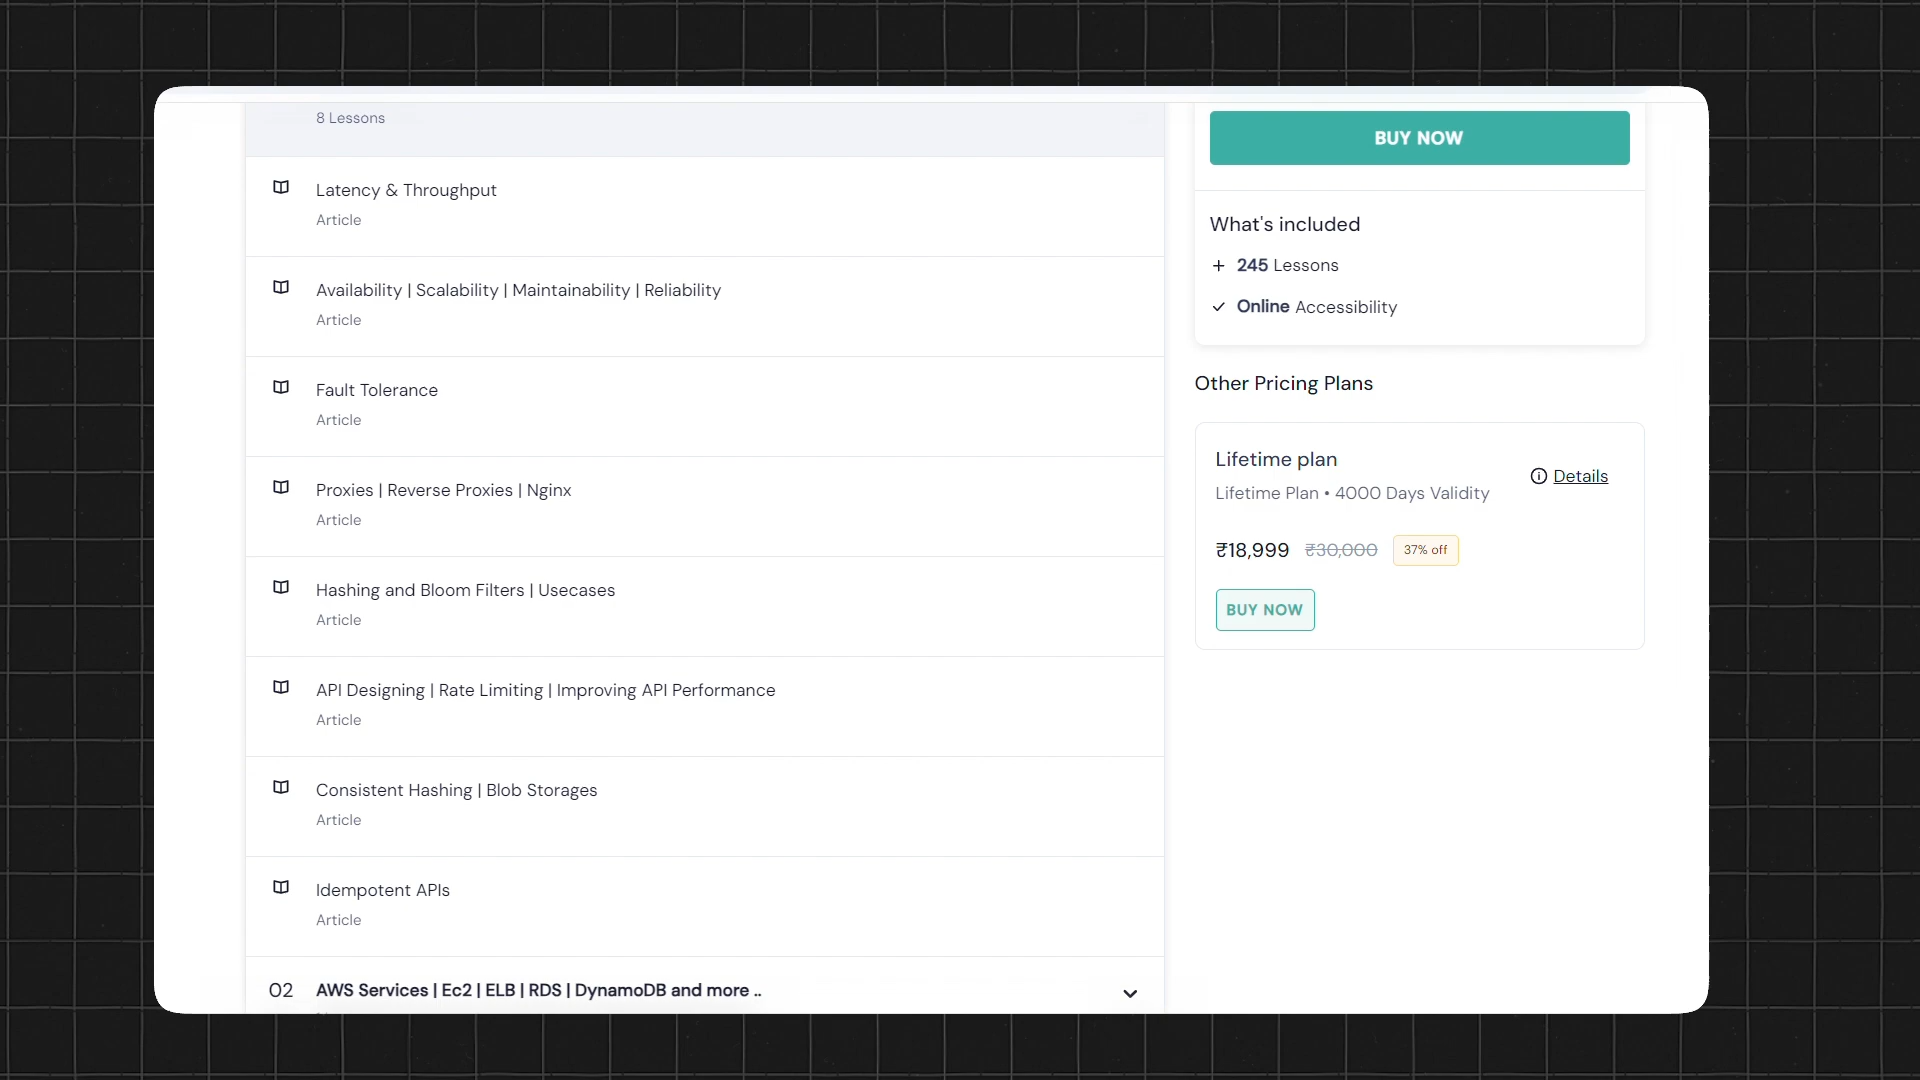 8 Lessons
Latency & Throughput
Article
Availability | Scalability | Maintainability | Reliability
Article
Fault Tolerance
Article
Proxies | Reverse Proxies | Nginx
Article
Hashing and Bloom Filters | Usecases
Article
API Designing | Rate Limiting | Improving API Performance
Article
Consistent Hashing | Blob Storages
Article
Idempotent APIs
Article
02 AWS Services | Ec2 | ELB | RDS | DynamoDB and more ..
BUY NOW
What's included
+ 245 Lessons
✓ Online Accessibility
Other Pricing Plans
Lifetime plan
Lifetime Plan • 4000 Days Validity
Details
₹18,999 ₹30,000 37% off
BUY NOW